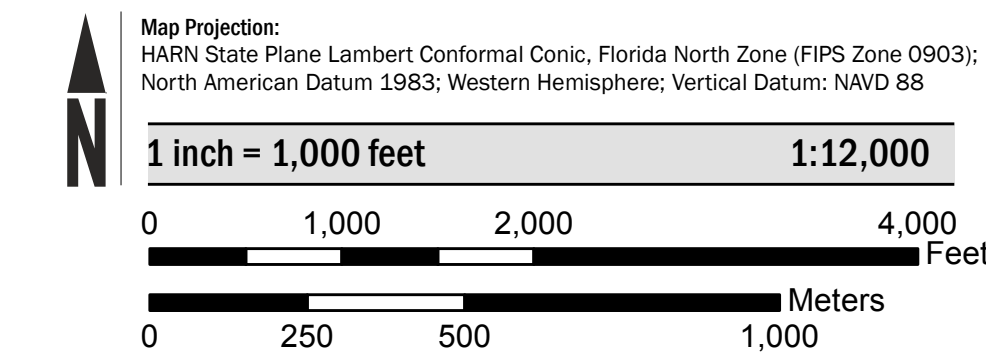 Map Projection:
HARN State Plane Lambert Conformal Conic, Florida North Zone (FIPS Zone 0903);
North American Datum 1983; Western Hemisphere; Vertical Datum: NAVD 88
N
1 inch = 1,000 feet 1:12,000
0 1,000 2,000 4,000
Feet
Meters
0 250 500 1,000